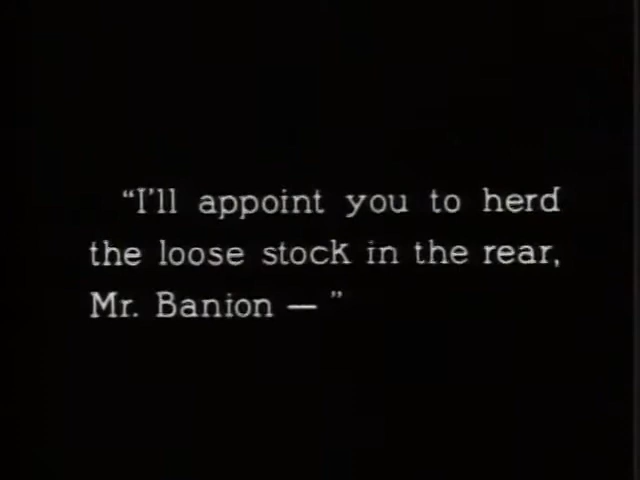 “I'll appoint you to herd
the loose stock in the rear,
Mr. Banion — ”